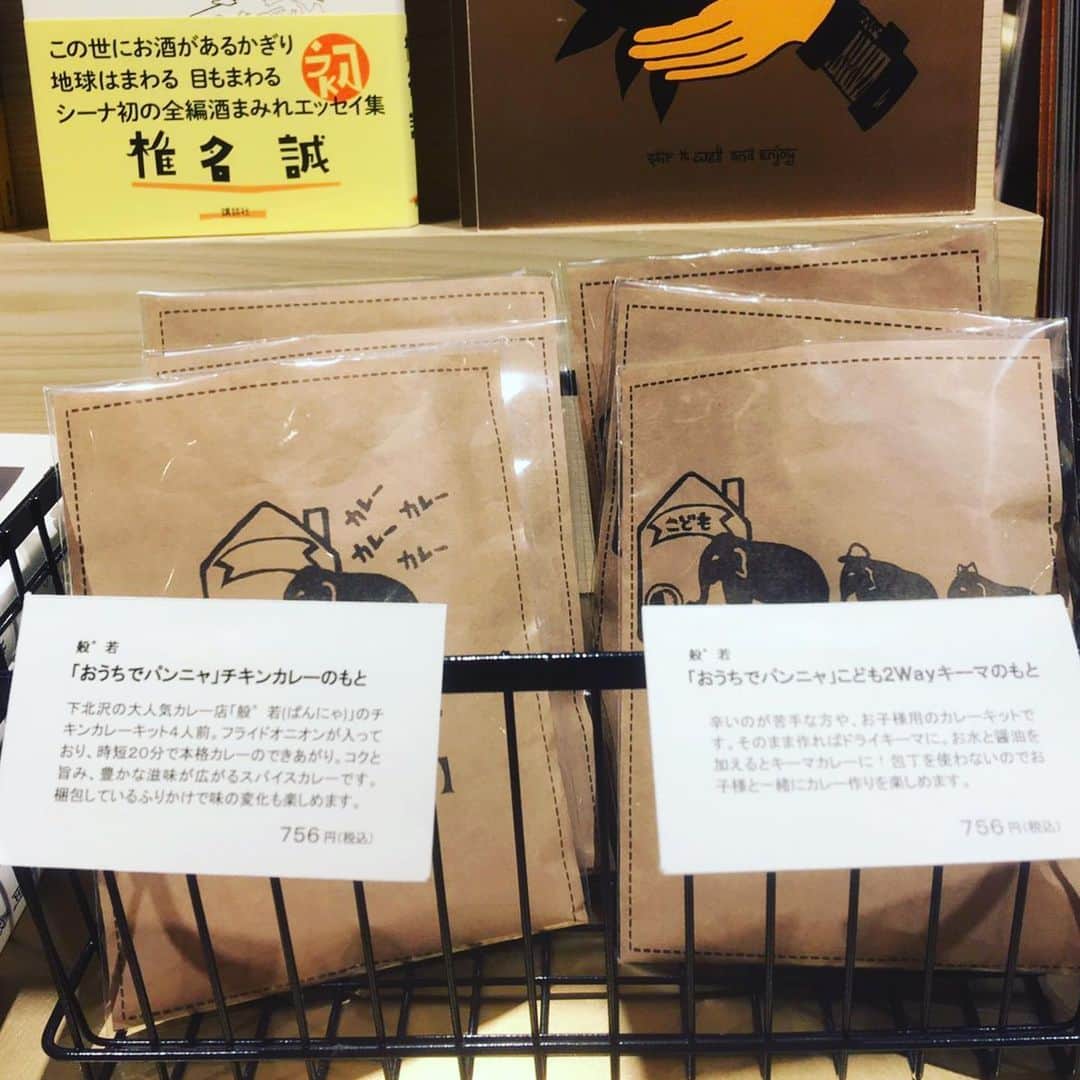 この世にお酒があるかぎり
地球はまわる 目もまわる
シーナ初の全編酒まみれエッセイ集
初
椎名 誠
講談社
stir it well and enjoy
カレー
カレー
カレー
カレー
こども
般゜若
「おうちでパンニャ」チキンカレーのもと
下北沢の大人気カレー店「般゜若(ぱんにゃ)」のチ
キンカレーキット4人前。フライドオニオンが入って
おり、時短20分で本格カレーのできあがり。コクと
旨み、豊かな滋味が広がるスパイスカレーです。
梱包しているふりかけで味の変化も楽しめます。
756円(税込)
般゜若
「おうちでパンニャ」こども2Wayキーマのもと
辛いのが苦手な方や、お子様用のカレーキットで
す。そのまま作ればドライキーマに。お水と醤油を
加えるとキーマカレーに！包丁を使わないのでお
子様と一緒にカレー作りを楽しめます。
756円(税込)